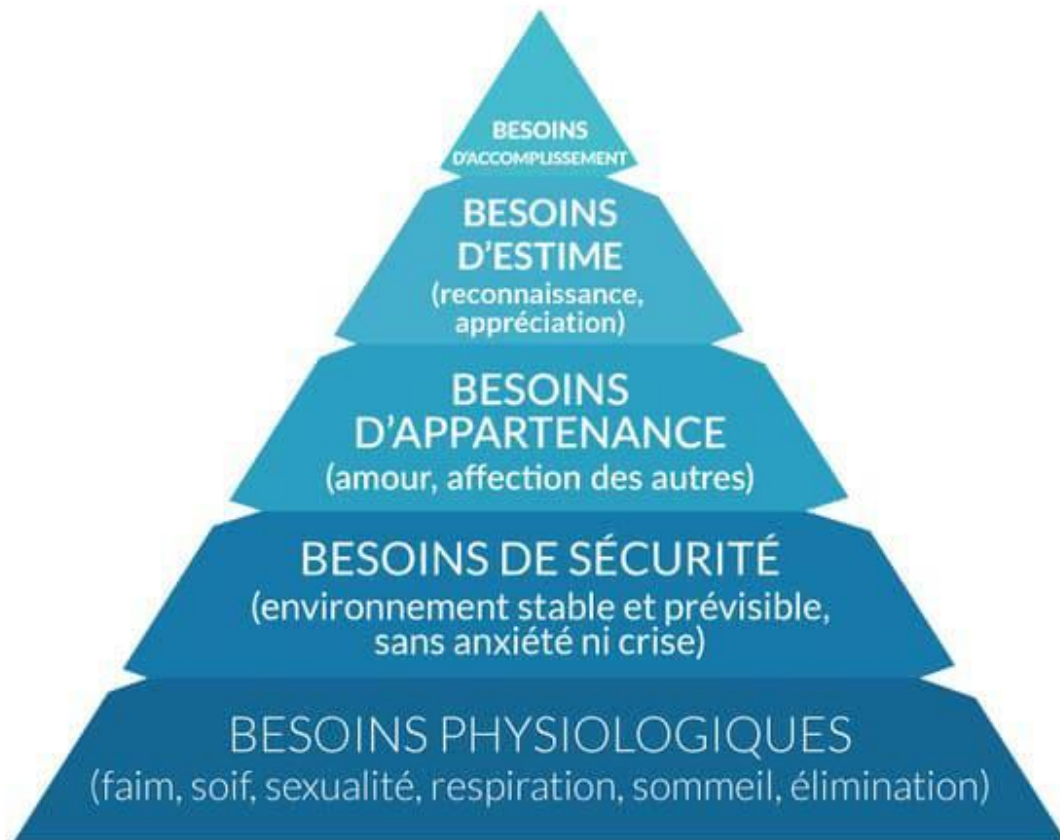 BESOINS
D'ACCOMPLISSEMENT
BESOINS
D'ESTIME
(reconnaissance,
appréciation)
BESOINS
D'APPARTENANCE
(amour, affection des autres)
BESOINS DE SÉCURITÉ
(environnement stable et prévisible,
sans anxiété ni crise)
BESOINS PHYSIOLOGIQUES
(faim, soif, sexualité, respiration, sommeil, élimination)